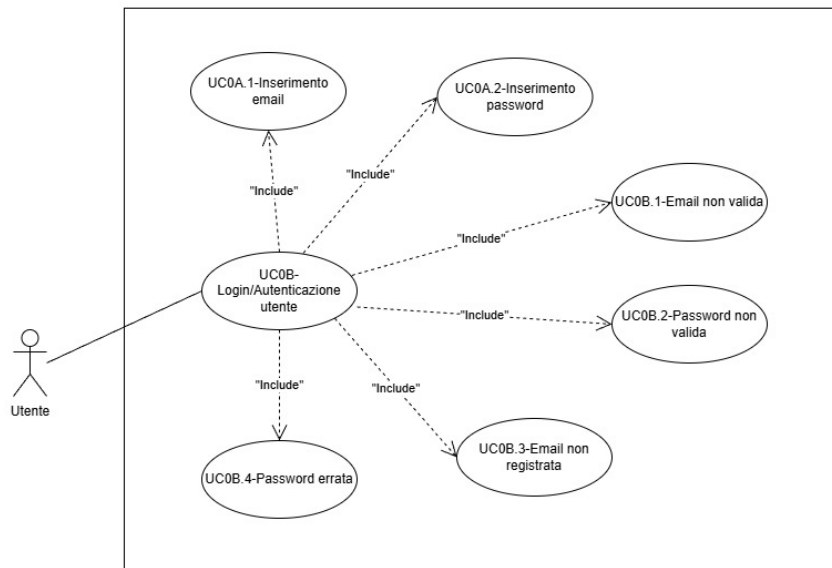 UC0A.1-Inserimento
email
UC0A.2-Inserimento
password
"Include"
"Include"
UC0B.1-Email non valida
"Include"
UC0B-
Login/Autenticazione
utente
"Include"
UC0B.2-Password non
valida
Utente
"Include"
"Include"
UC0B.3-Email non
registrata
UC0B.4-Password errata